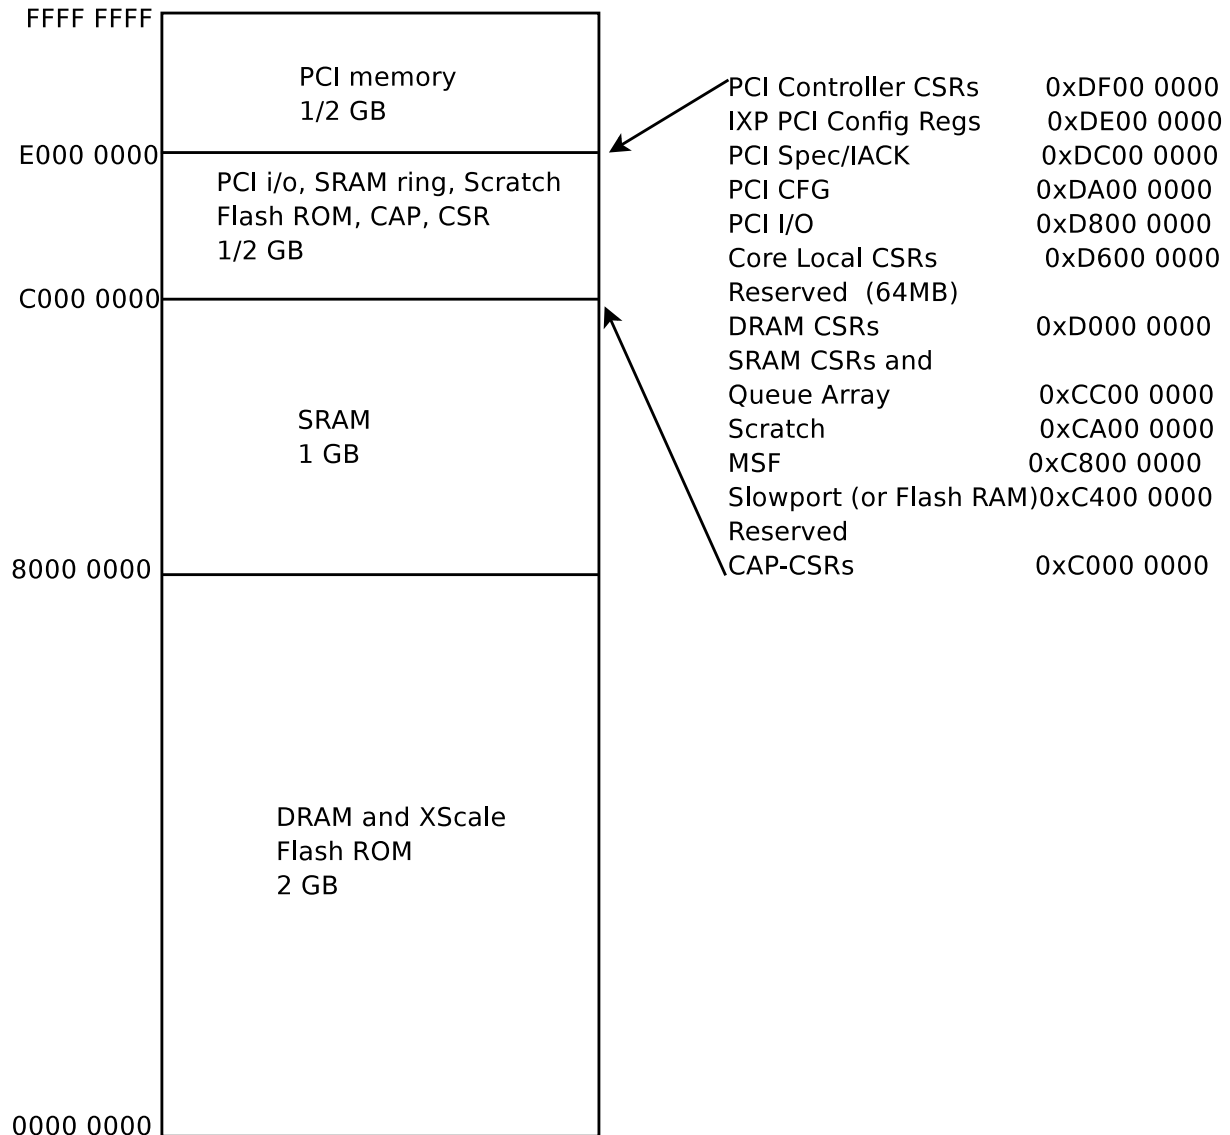 FFFF FFFF
PCI memory
1/2 GB
E000 0000
PCI i/o, SRAM ring, Scratch
Flash ROM, CAP, CSR
1/2 GB
C000 0000
SRAM
1 GB
8000 0000
DRAM and XScale
Flash ROM
2 GB
0000 0000
PCI Controller CSRs 0xDF00 0000
IXP PCI Config Regs 0xDE00 0000
PCI Spec/IACK 0xDC00 0000
PCI CFG 0xDA00 0000
PCI I/O 0xD800 0000
Core Local CSRs 0xD600 0000
Reserved (64MB)
DRAM CSRs 0xD000 0000
SRAM CSRs and
Queue Array 0xCC00 0000
Scratch 0xCA00 0000
MSF 0xC800 0000
Slowport (or Flash RAM)0xC400 0000
Reserved
CAP-CSRs 0xC000 0000